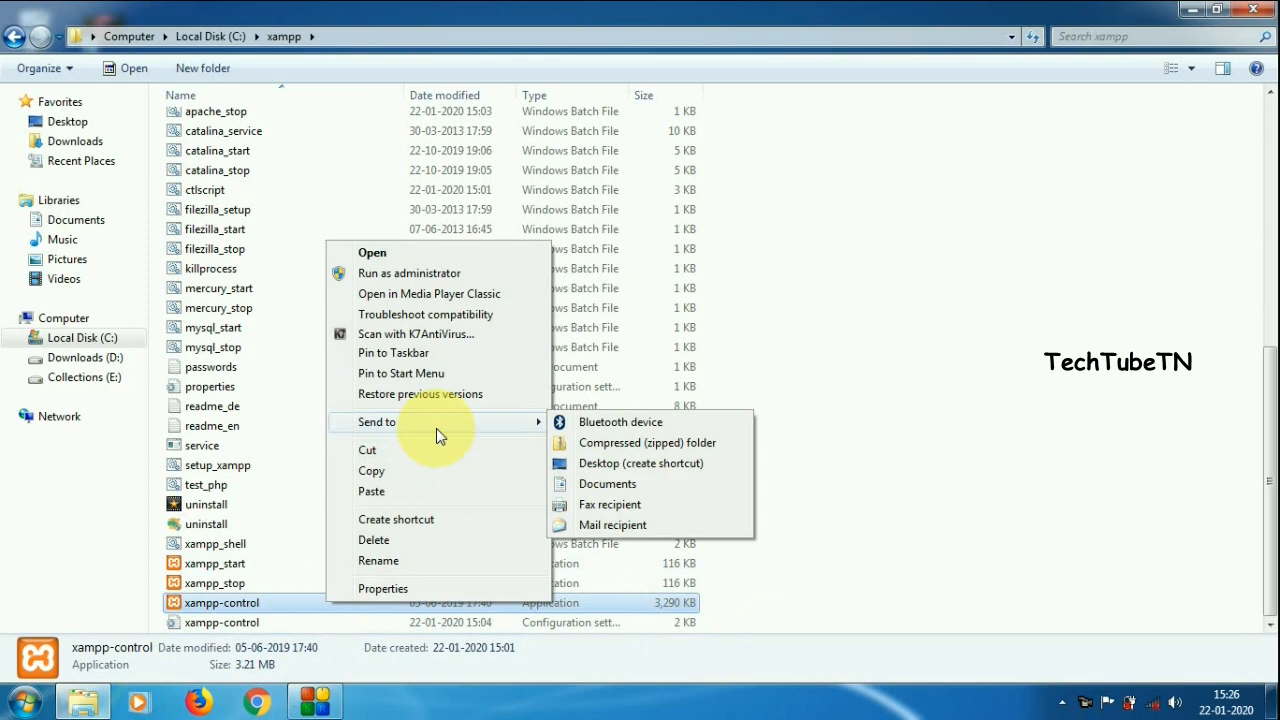 Computer
Local Disk (C:)
xampp
Search xampp
Organize
Open
New folder
Name
Date modified
Type
Size
Favorites
Desktop
Downloads
Recent Places
Libraries
Documents
Music
Pictures
Videos
Computer
Local Disk (C:)
Downloads (D:)
Collections (E:)
Network
apache_stop 22-01-2020 15:03 Windows Batch File 1 KB
catalina_service 30-03-2013 17:59 Windows Batch File 10 KB
catalina_start 22-10-2019 19:06 Windows Batch File 5 KB
catalina_stop 22-10-2019 19:05 Windows Batch File 5 KB
ctlscript 22-01-2020 15:01 Windows Batch File 3 KB
filezilla_setup 30-03-2013 17:59 Windows Batch File 1 KB
filezilla_start 07-06-2013 16:45 Windows Batch File 1 KB
filezilla_stop ws Batch File 1 KB
killprocess ws Batch File 1 KB
mercury_start ws Batch File 1 KB
mercury_stop ws Batch File 1 KB
mysql_start ws Batch File 1 KB
mysql_stop ws Batch File 1 KB
passwords ocument 1 KB
properties uration sett... 1 KB
readme_de ocument 8 KB
readme_en
service
setup_xampp
test_php
uninstall
uninstall
xampp_shell ws Batch File 2 KB
xampp_start ation 116 KB
xampp_stop ation 116 KB
xampp-control 05-06-2019 17:40 Application 3,290 KB
xampp-control 22-01-2020 15:04 Configuration sett... 2 KB
Open
Run as administrator
Open in Media Player Classic
Troubleshoot compatibility
Scan with K7AntiVirus...
Pin to Taskbar
Pin to Start Menu
Restore previous versions
Send to
Cut
Copy
Paste
Create shortcut
Delete
Rename
Properties
Bluetooth device
Compressed (zipped) folder
Desktop (create shortcut)
Documents
Fax recipient
Mail recipient
TechTubeTN
xampp-control Date modified: 05-06-2019 17:40 Date created: 22-01-2020 15:01
Application Size: 3.21 MB
15:26
22-01-2020